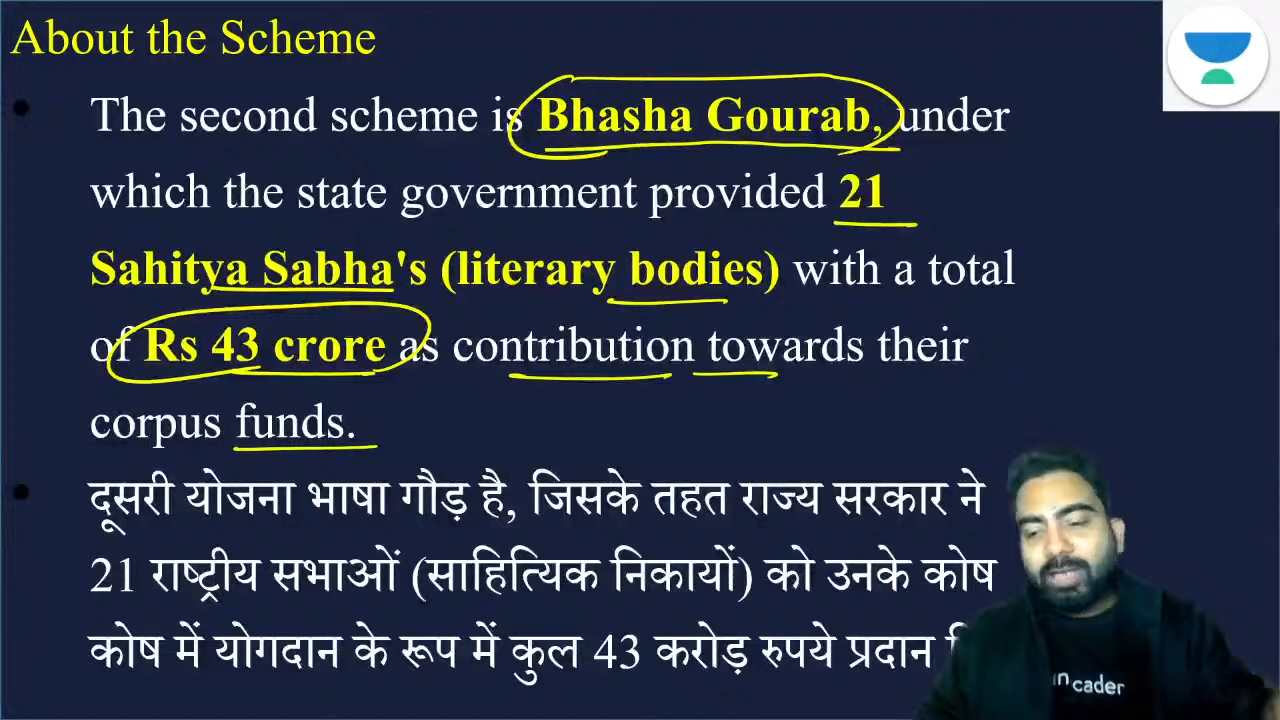 About the Scheme
The second scheme is Bhasha Gourab, under
which the state government provided 21
Sahitya Sabha's (literary bodies) with a total
of Rs 43 crore as contribution towards their
corpus funds.
दूसरी योजना भाषा गौड़ है, जिसके तहत राज्य सरकार ने
21 राष्ट्रीय सभाओं (साहित्यिक निकायों) को उनके कोष
कोष में योगदान के रूप में कुल 43 करोड़ रुपये प्रदान
cader